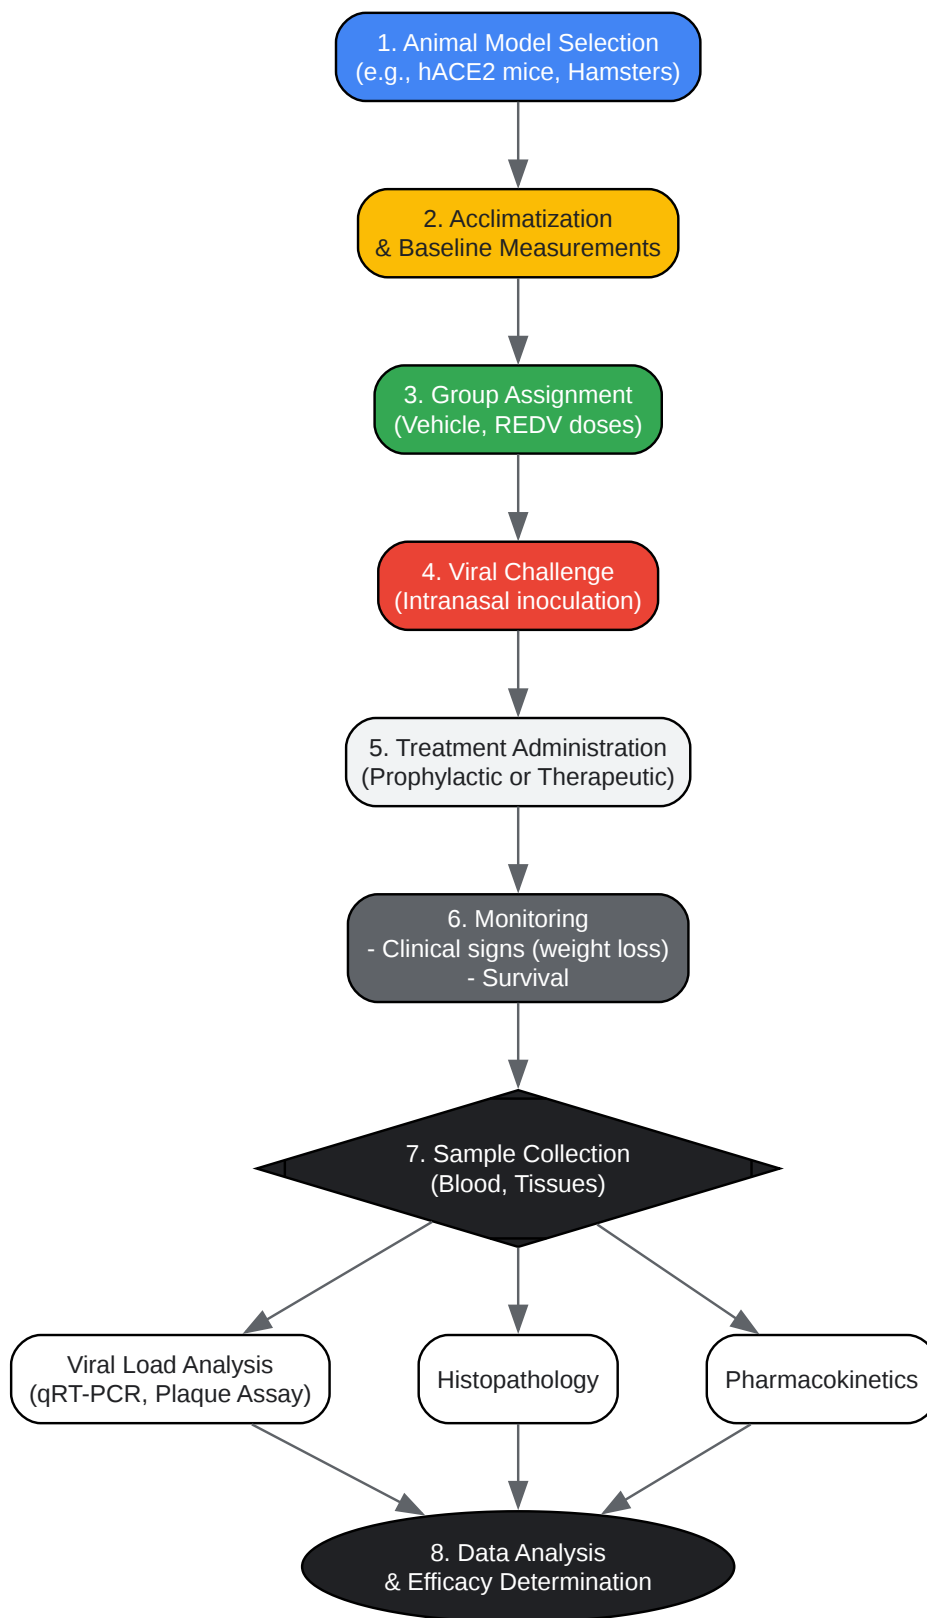 1. Animal Model Selection
(e.g., hACE2 mice, Hamsters)
2. Acclimatization
& Baseline Measurements
3. Group Assignment
(Vehicle, REDV doses)
4. Viral Challenge
(Intranasal inoculation)
5. Treatment Administration
(Prophylactic or Therapeutic)
6. Monitoring
- Clinical signs (weight loss)
- Survival
7. Sample Collection
(Blood, Tissues)
Viral Load Analysis
(qRT-PCR, Plaque Assay)
Histopathology
Pharmacokinetics
8. Data Analysis
& Efficacy Determination